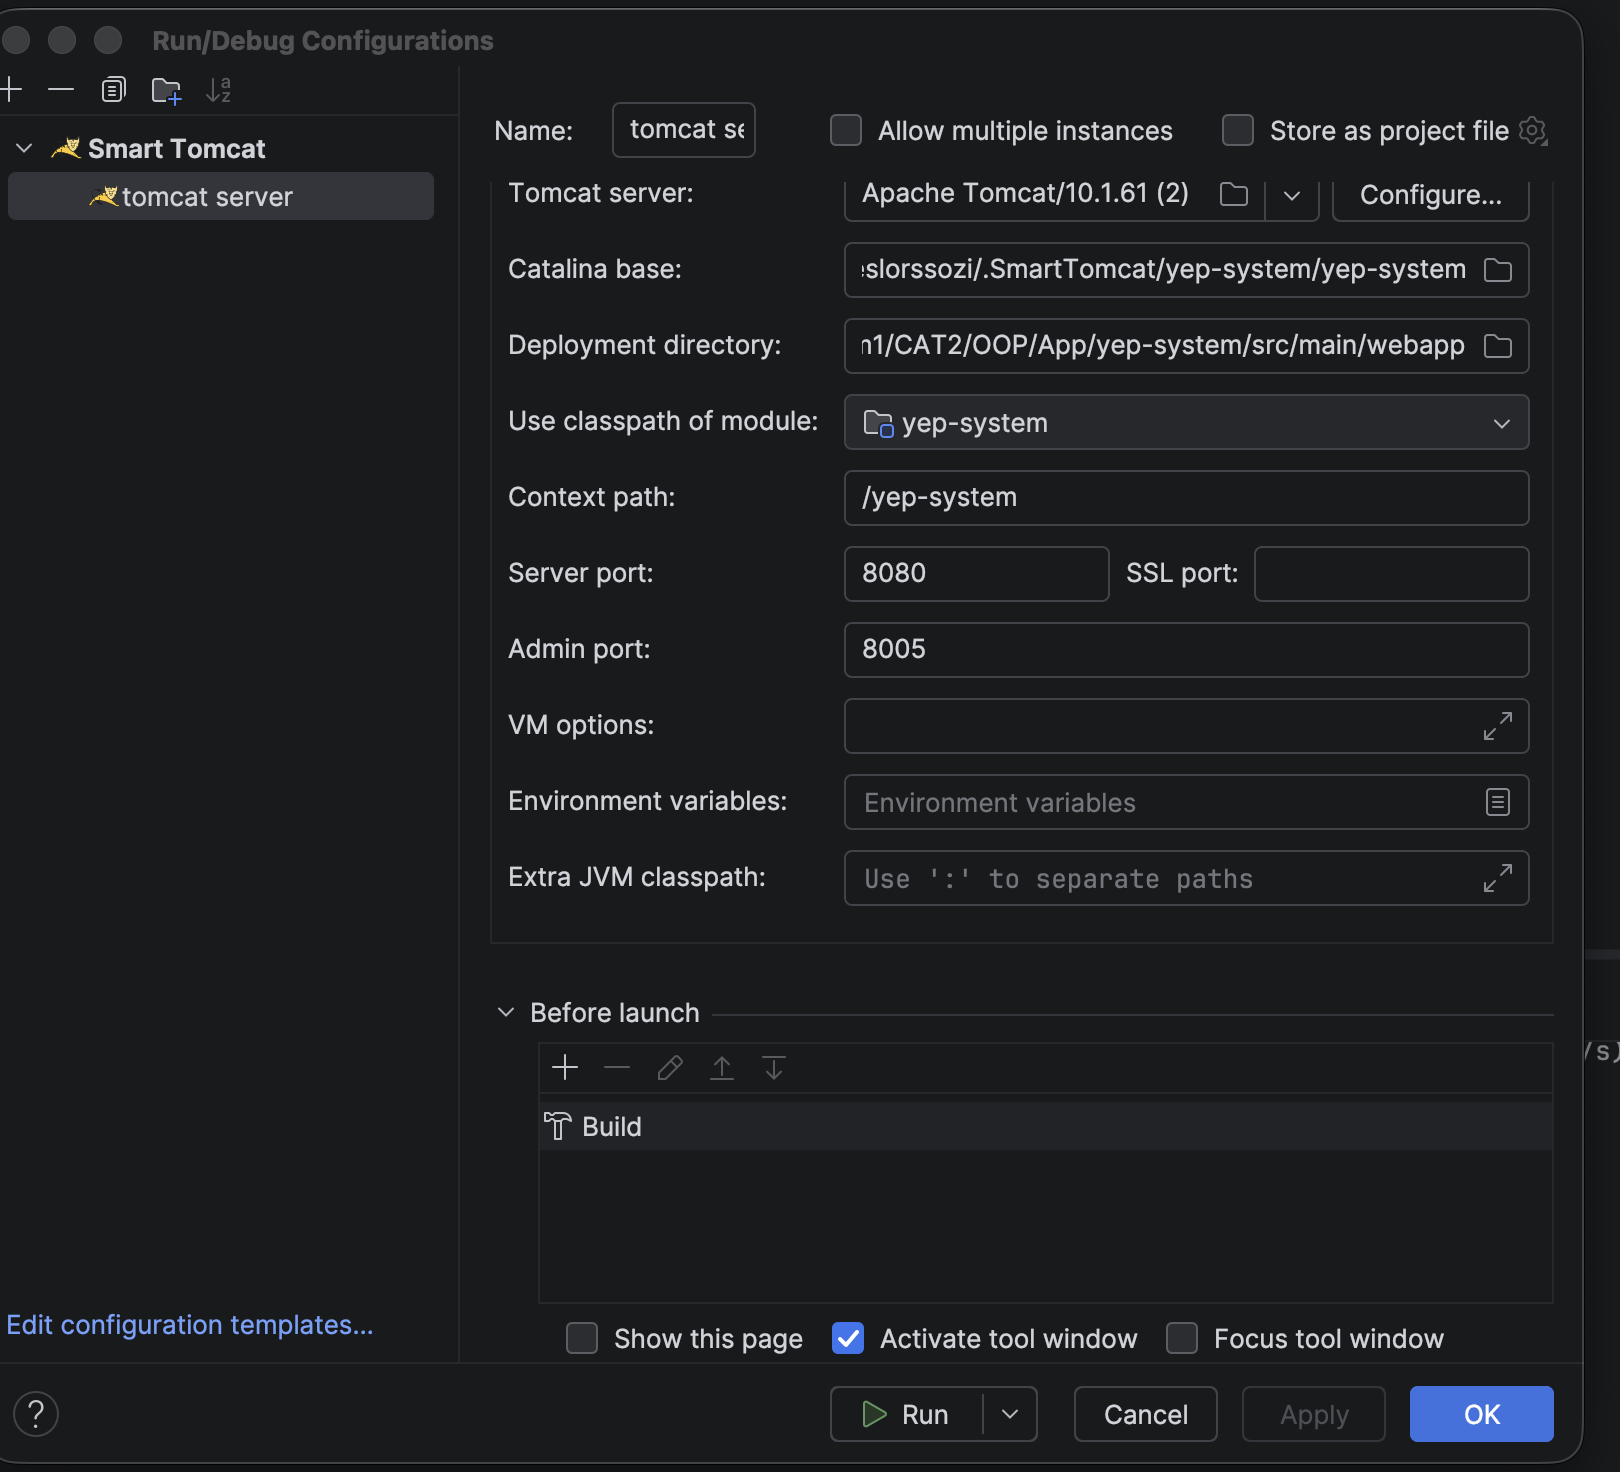 Run/Debug Configurations
Smart Tomcat
tomcat server
Edit configuration templates...
Name: tomcat se
Allow multiple instances
Store as project file
Tomcat server: Apache Tomcat/10.1.61 (2) Configure...
Catalina base: eslorssozi/.SmartTomcat/yep-system/yep-system
Deployment directory: n1/CAT2/OOP/App/yep-system/src/main/webapp
Use classpath of module: yep-system
Context path: /yep-system
Server port: 8080 SSL port:
Admin port: 8005
VM options:
Environment variables: Environment variables
Extra JVM classpath: Use ':' to separate paths
Before launch
Build
Show this page Activate tool window Focus tool window
? Run Cancel Apply OK
/s)